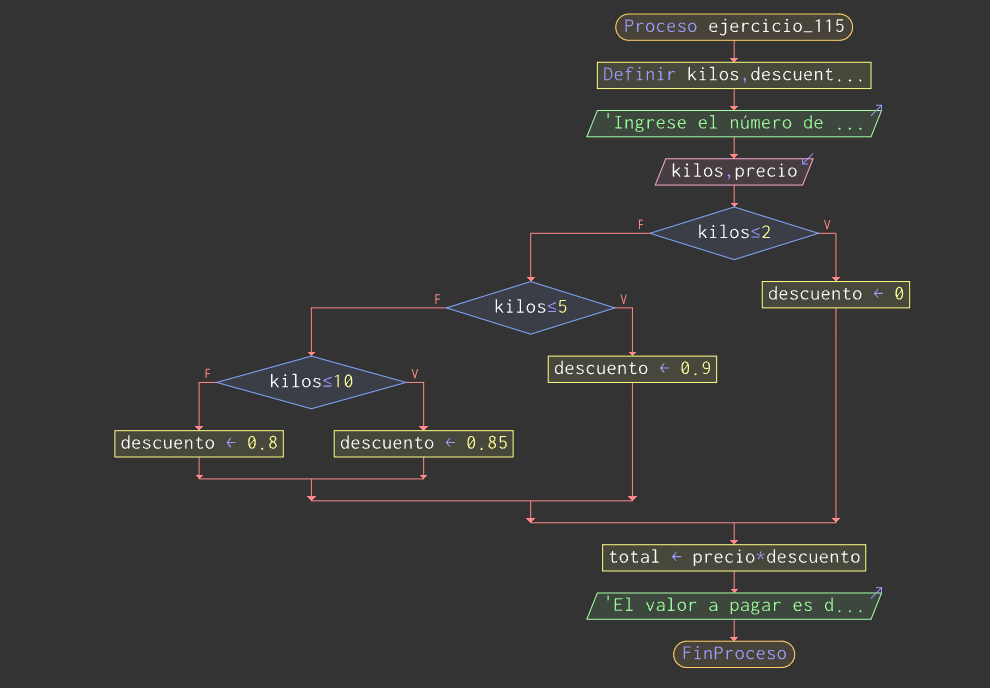 Proceso ejercicio_115
Definir kilos,descuent...
'Ingrese el número de ...
kilos,precio
kilos≤2
F
V
descuento ← 0
kilos≤5
F
V
descuento ← 0.9
kilos≤10
F
V
descuento ← 0.8
descuento ← 0.85
total ← precio*descuento
'El valor a pagar es d...
FinProceso